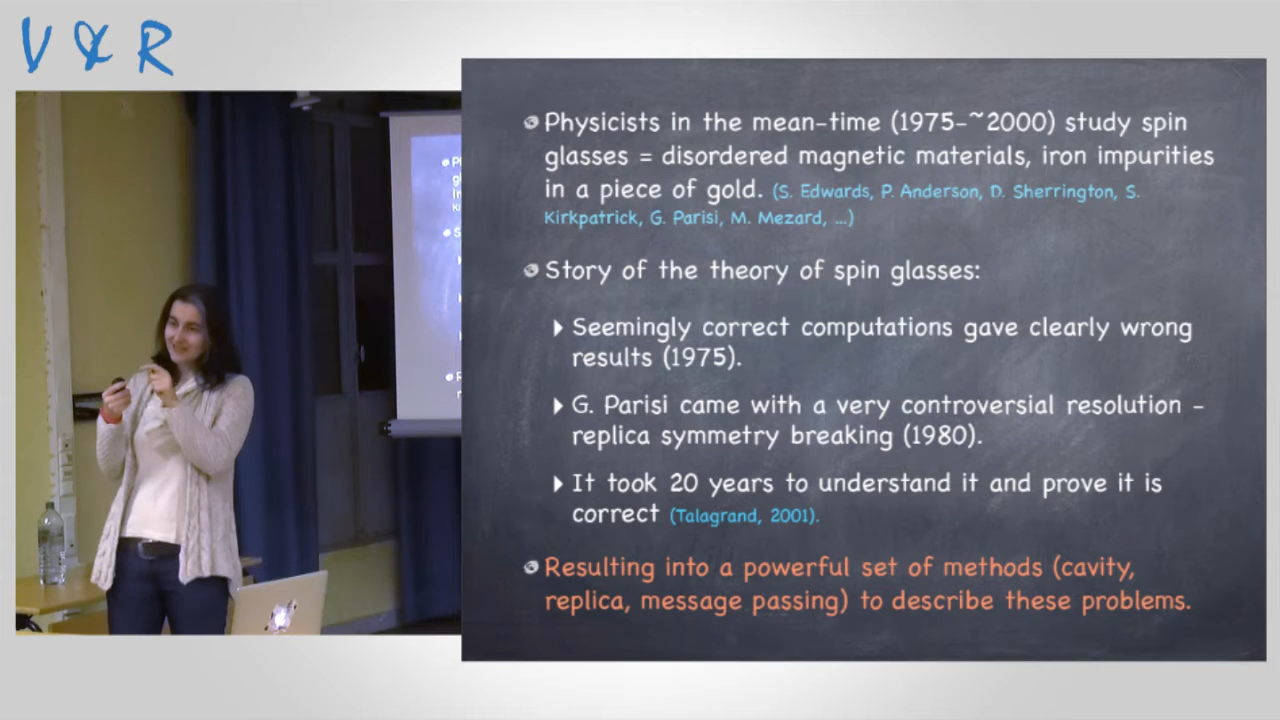 V & R
Physicists in the mean-time (1975-~2000) study spin
glasses = disordered magnetic materials, iron impurities
in a piece of gold. (S. Edwards, P. Anderson, D. Sherrington, S.
Kirkpatrick, G. Parisi, M. Mezard, ...)
Story of the theory of spin glasses:
Seemingly correct computations gave clearly wrong
results (1975).
G. Parisi came with a very controversial resolution -
replica symmetry breaking (1980).
It took 20 years to understand it and prove it is
correct (Talagrand, 2001).
Resulting into a powerful set of methods (cavity,
replica, message passing) to describe these problems.